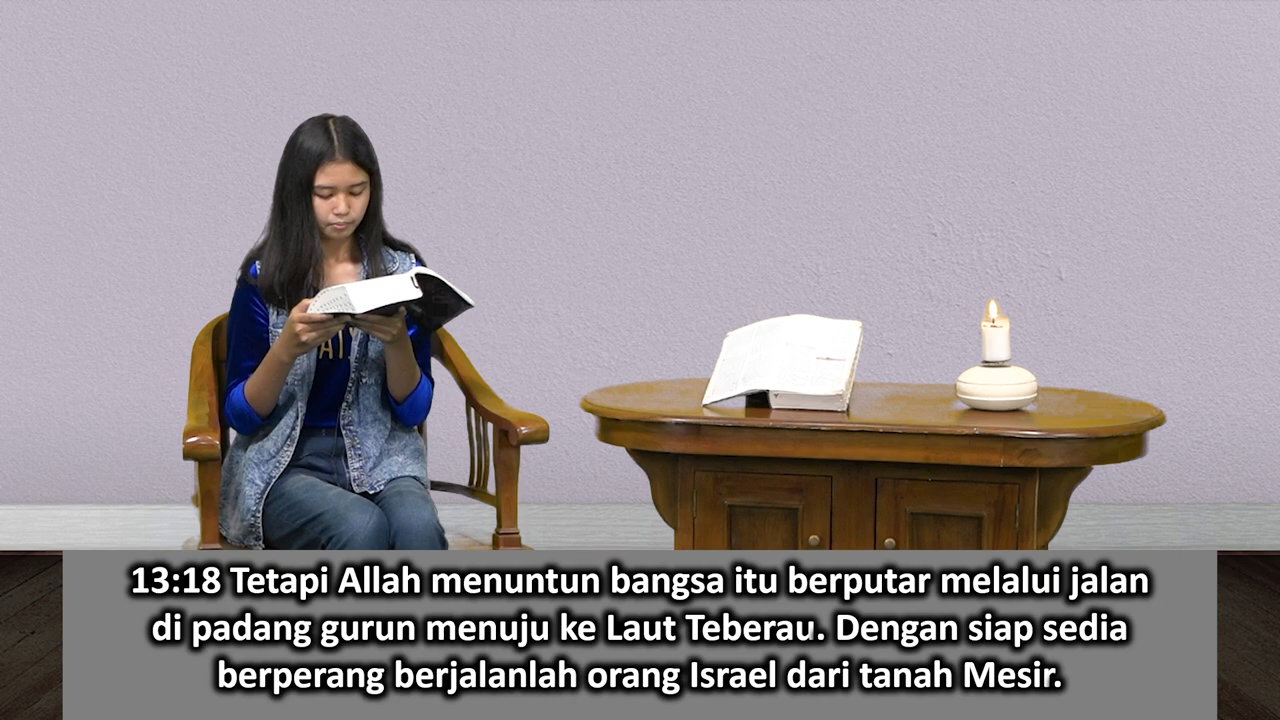 13:18 Tetapi Allah menuntun bangsa itu berputar melalui jalan
di padang gurun menuju ke Laut Teberau. Dengan siap sedia
berperang berjalanlah orang Israel dari tanah Mesir.